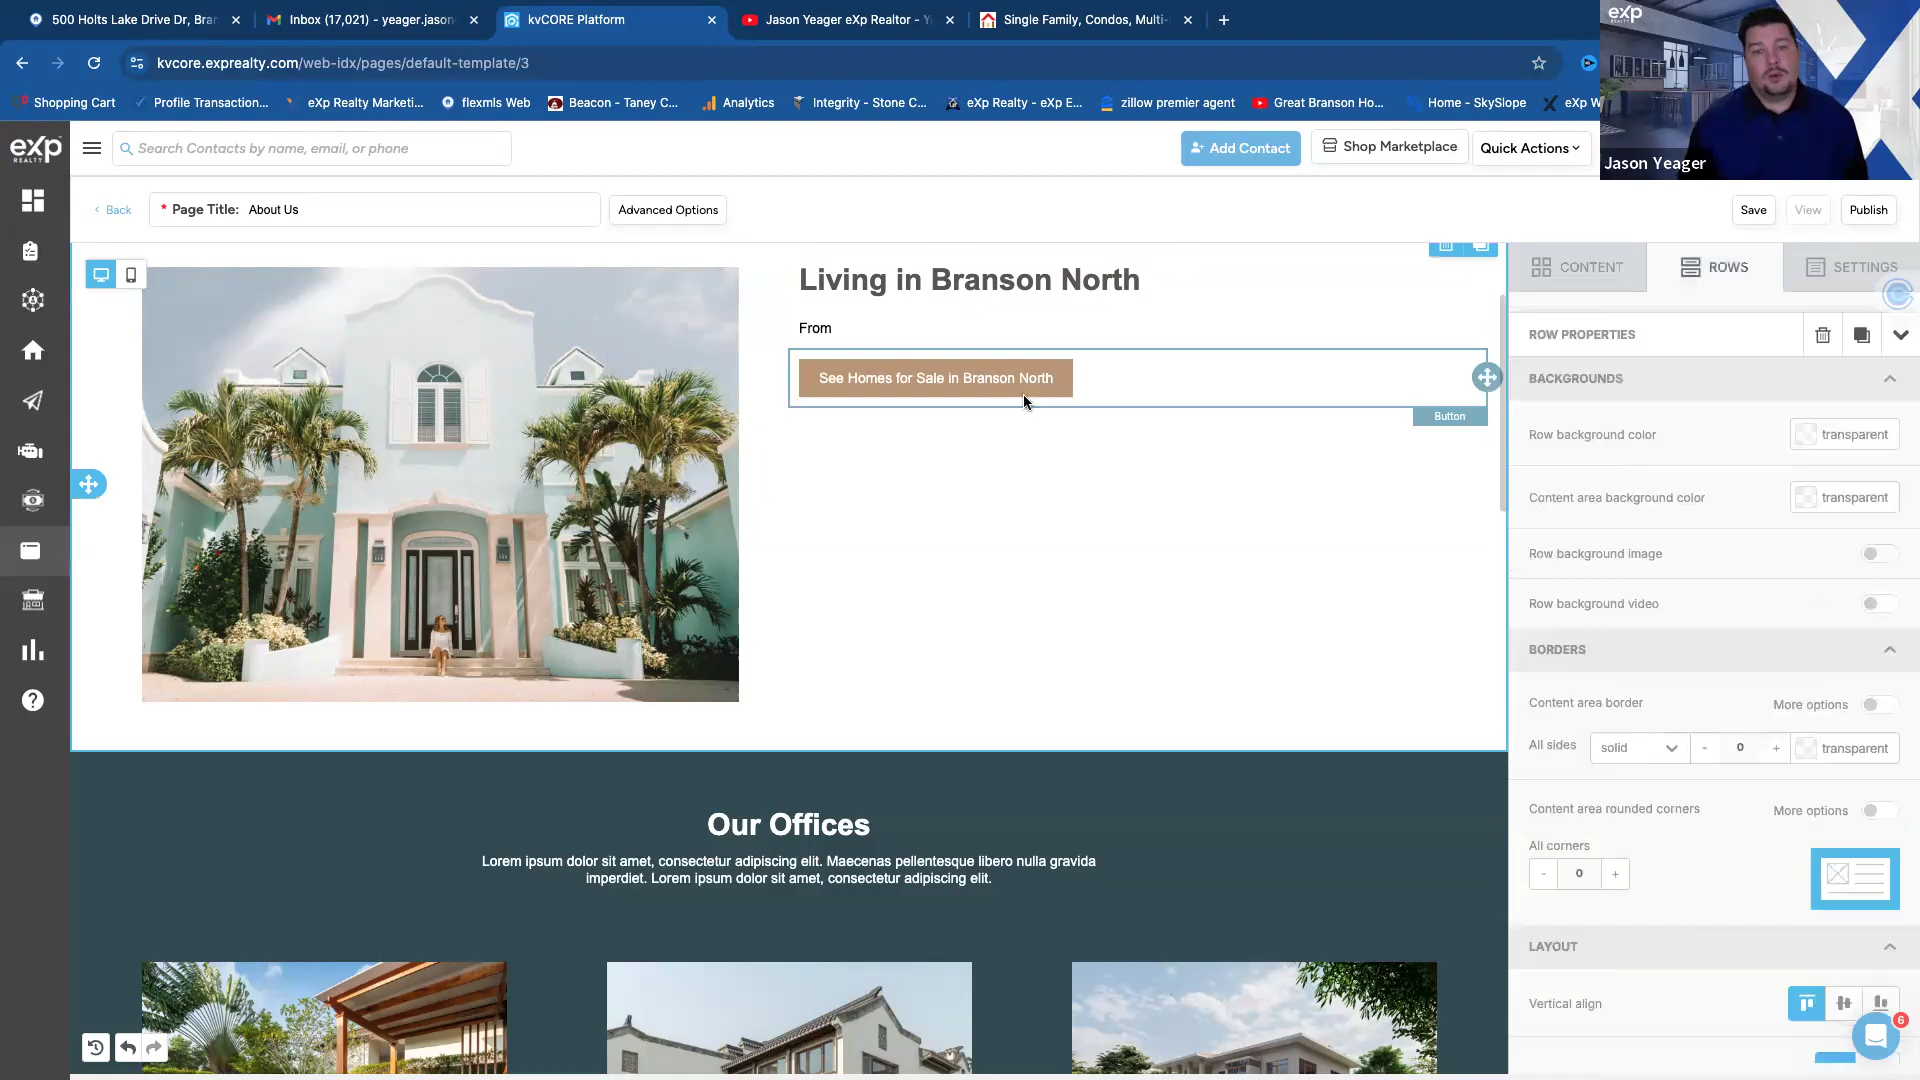 500 Holts Lake Drive Dr, Bran
Inbox (17,021) - yeager.jason
kvCORE Platform
Jason Yeager eXp Realtor - Y
Single Family, Condos, Multi-
kvcore.exprealty.com/web-idx/pages/default-template/3
Shopping Cart
Profile Transaction...
eXp Realty Marketi...
flexmls Web
Beacon - Taney C...
Analytics
Integrity - Stone C...
eXp Realty - eXp E...
zillow premier agent
Great Branson Ho...
Home - SkySlope
eXp W
eXp
REALTY
Jason Yeager
eXp
REALTY
Search Contacts by name, email, or phone
Add Contact
Shop Marketplace
Quick Actions
Back
* Page Title: About Us
Advanced Options
Save
View
Publish
Living in Branson North
From
See Homes for Sale in Branson North
Button
Our Offices
Lorem ipsum dolor sit amet, consectetur adipiscing elit. Maecenas pellentesque libero nulla gravida
imperdiet. Lorem ipsum dolor sit amet, consectetur adipiscing elit.
CONTENT
ROWS
SETTINGS
ROW PROPERTIES
BACKGROUNDS
Row background color
transparent
Content area background color
transparent
Row background image
Row background video
BORDERS
Content area border
More options
All sides
solid
- 0 +
transparent
Content area rounded corners
More options
All corners
- 0 +
LAYOUT
Vertical align
6